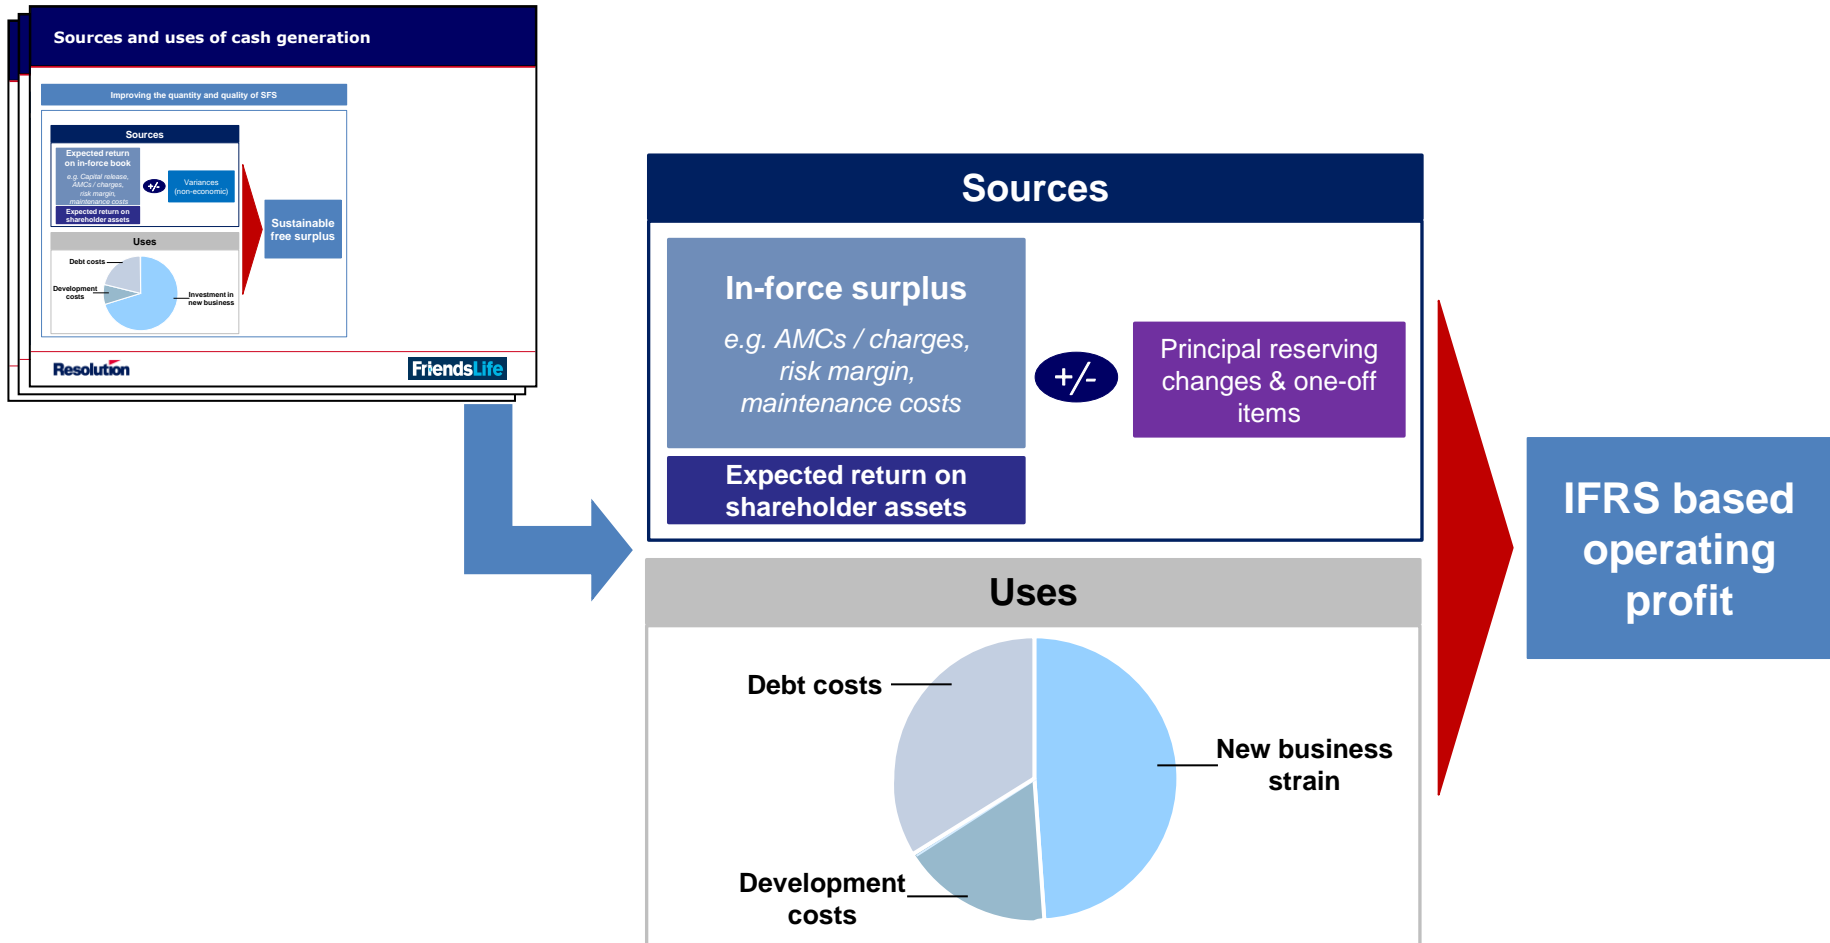 Sources and uses of cash generation
Improving the quantity and quality of SFS
Sources
Expected return
on in-force book
e.g. Capital release,
AMCs / charges,
risk margin,
maintenance costs
Expected return on
shareholder assets
+/-
Variances
(non-economic)
Uses
Debt costs
Development
costs
Investment in
new business
Sustainable
free surplus
Resolution
FriendsLife
Sources
In-force surplus
e.g. AMCs / charges,
risk margin,
maintenance costs
Expected return on
shareholder assets
+/-
Principal reserving
changes & one-off
items
Uses
Debt costs
New business
strain
Development
costs
IFRS based
operating
profit